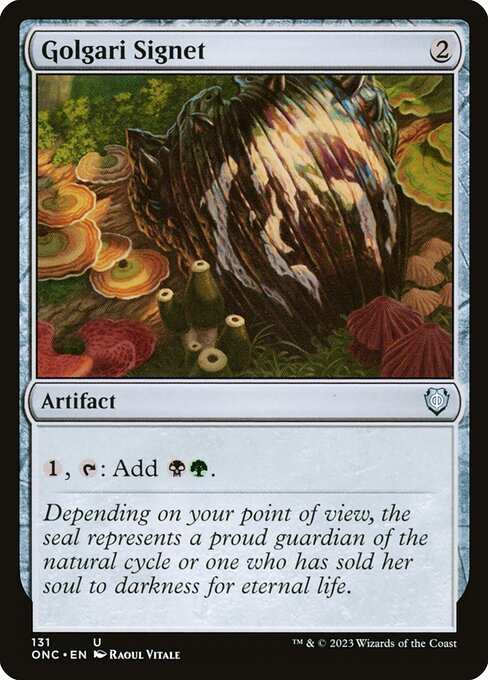 Golgari Signet 2
Artifact
1, : Add .
Depending on your point of view, the
seal represents a proud guardian of the
natural cycle or one who has sold her
soul to darkness for eternal life.
131 U
ONC • EN Raoul Vitale
™ & © 2023 Wizards of the Coast